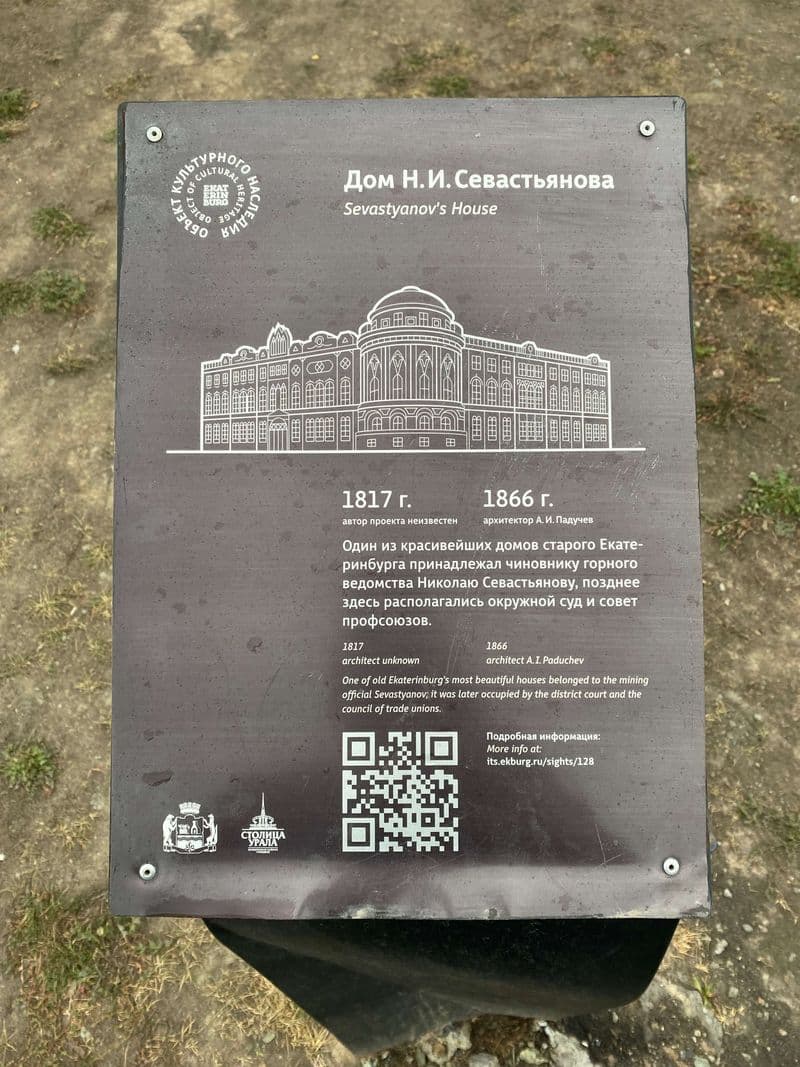 ОБЪЕКТ КУЛЬТУРНОГО НАСЛЕДИЯ
OBJECT OF CULTURAL HERITAGE
EKAT
ERIN
BURG
Дом Н.И. Севастьянова
Sevastyanov's House
1817 г.
автор проекта неизвестен
1866 г.
архитектор А.И. Падучев
Один из красивейших домов старого Екате-
ринбурга принадлежал чиновнику горного
ведомства Николаю Севастьянову, позднее
здесь располагались окружной суд и совет
профсоюзов.
1817
architect unknown
1866
architect A.I. Paduchev
One of old Ekaterinburg's most beautiful houses belonged to the mining
official Sevastyanov; it was later occupied by the district court and the
council of trade unions.
Подробная информация:
More info at:
its.ekburg.ru/sights/128
СТОЛИЦА
УРАЛА